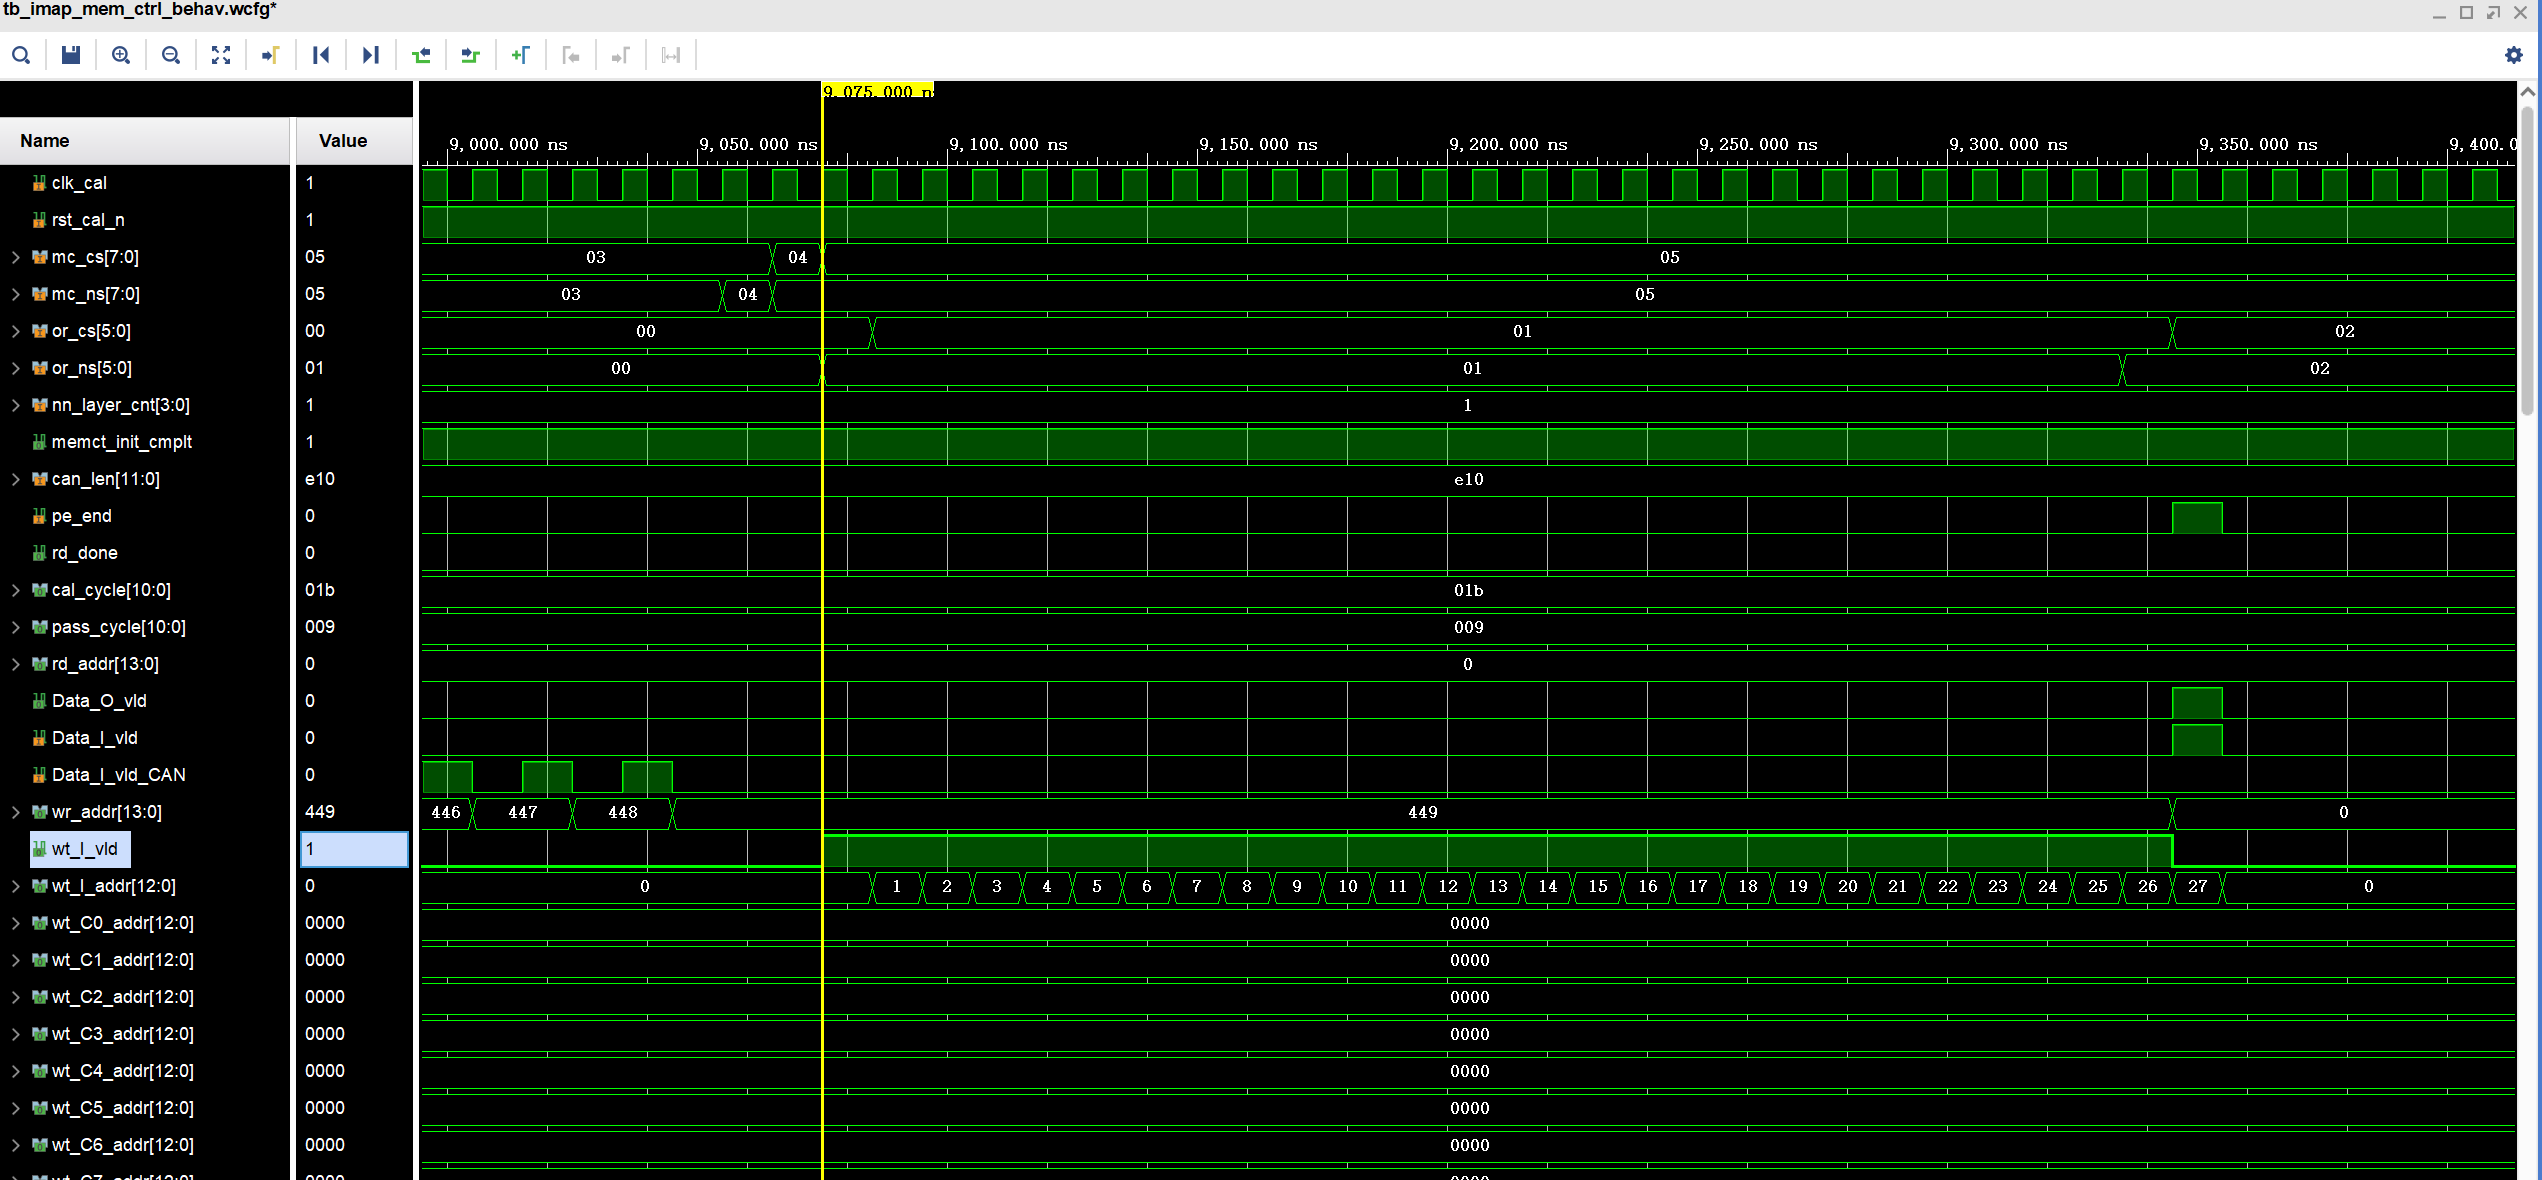 tb_imap_mem_ctrl_behav.wcfg*
9,075.000 n
Name Value
9,000.000 ns 9,050.000 ns 9,100.000 ns 9,150.000 ns 9,200.000 ns 9,250.000 ns 9,300.000 ns 9,350.000 ns 9,400.0
clk_cal 1
rst_cal_n 1
mc_cs[7:0] 05 03 04 05
mc_ns[7:0] 05 03 04 05
or_cs[5:0] 00 00 01 02
or_ns[5:0] 01 00 01 02
nn_layer_cnt[3:0] 1 1
memct_init_cmplt 1
can_len[11:0] e10 e10
pe_end 0
rd_done 0
cal_cycle[10:0] 01b 01b
pass_cycle[10:0] 009 009
rd_addr[13:0] 0 0
Data_O_vld 0
Data_I_vld 0
Data_I_vld_CAN 0
wr_addr[13:0] 449 446 447 448 449 0
wt_I_vld 1
wt_I_addr[12:0] 0 0 1 2 3 4 5 6 7 8 9 10 11 12 13 14 15 16 17 18 19 20 21 22 23 24 25 26 27 0
wt_C0_addr[12:0] 0000 0000
wt_C1_addr[12:0] 0000 0000
wt_C2_addr[12:0] 0000 0000
wt_C3_addr[12:0] 0000 0000
wt_C4_addr[12:0] 0000 0000
wt_C5_addr[12:0] 0000 0000
wt_C6_addr[12:0] 0000 0000